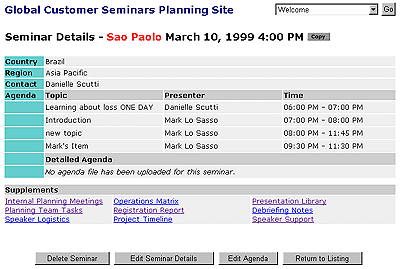 Global Customer Seminars Planning Site
Welcome Go
Seminar Details - Sao Paolo March 10, 1999 4:00 PM Copy
Country Brazil
Region Asia Pacific
Contact Danielle Scutti
Agenda Topic Presenter Time
Learning about loss ONE DAY Danielle Scutti 06:00 PM - 07:00 PM
Introduction Mark Lo Sasso 07:00 PM - 08:00 PM
new topic Mark Lo Sasso 08:00 PM - 11:45 PM
Mark's Item Mark Lo Sasso 09:30 PM - 11:30 PM
Detailed Agenda
No agenda file has been uploaded for this seminar.
Supplements
Internal Planning Meetings Operations Matrix Presentation Library
Planning Team Tasks Registration Report Debriefing Notes
Speaker Logistics Project Timeline Speaker Support
Delete Seminar Edit Seminar Details Edit Agenda Return to Listing